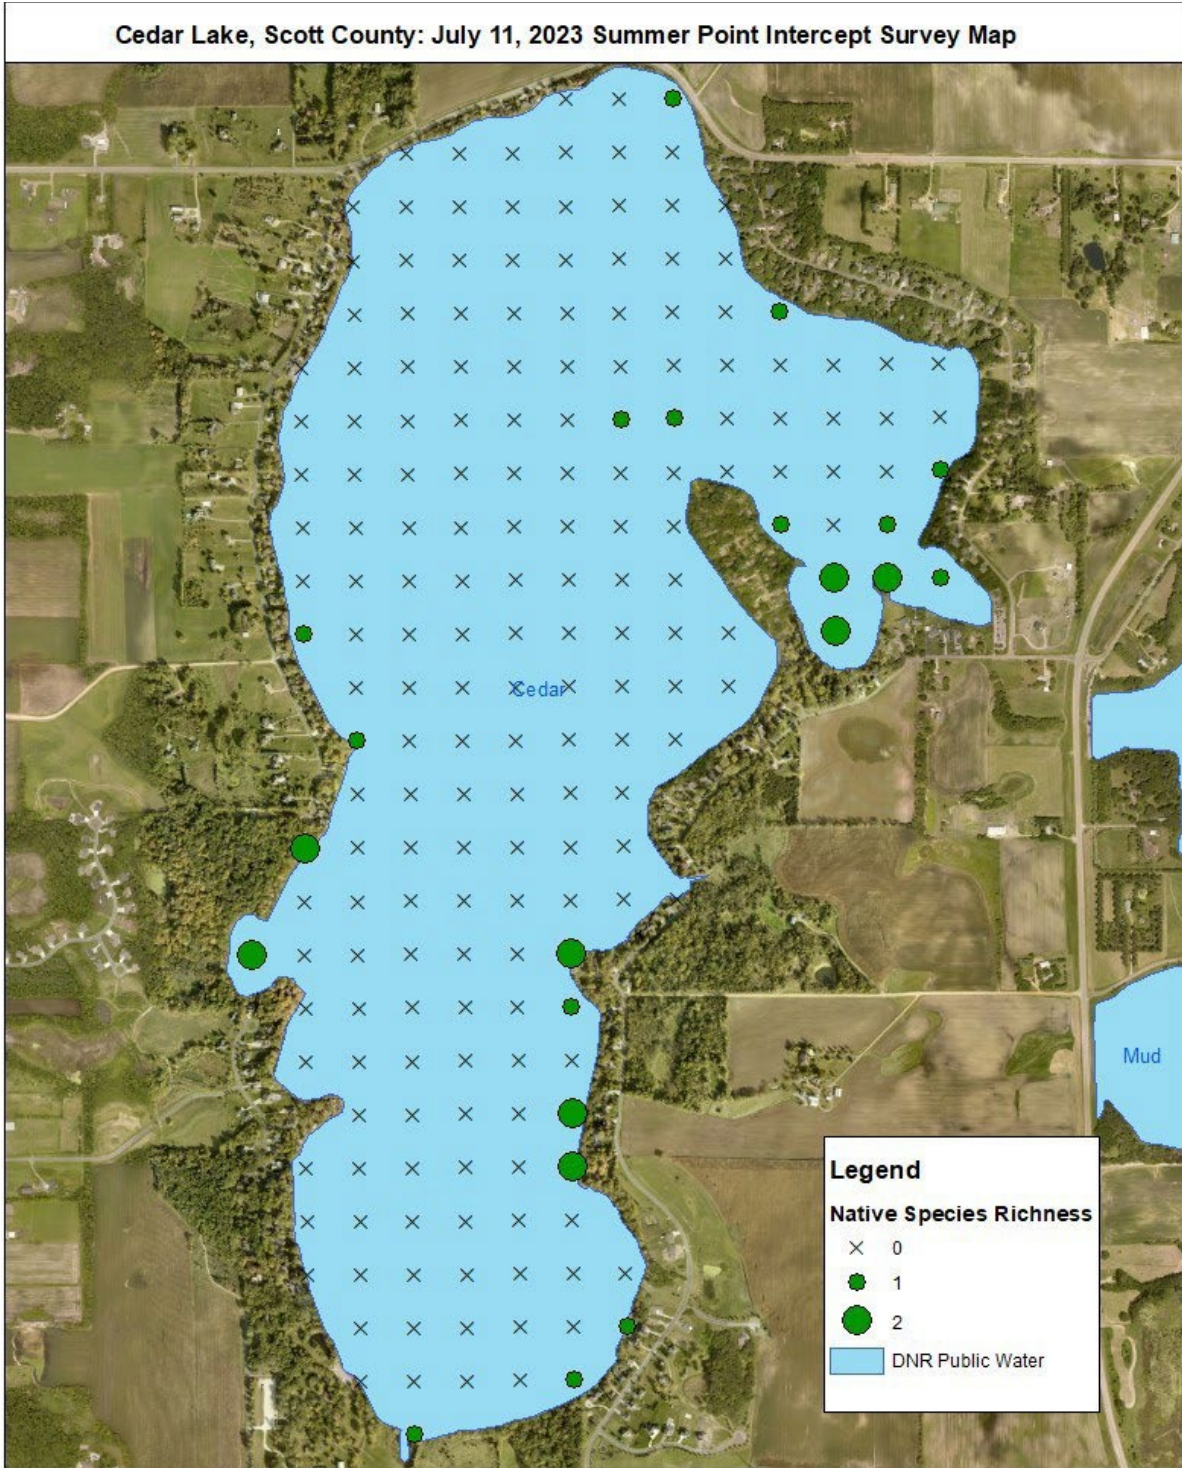 Cedar Lake, Scott County: July 11, 2023 Summer Point Intercept Survey Map
Cedar
Mud
Legend
Native Species Richness
0
1
2
DNR Public Water